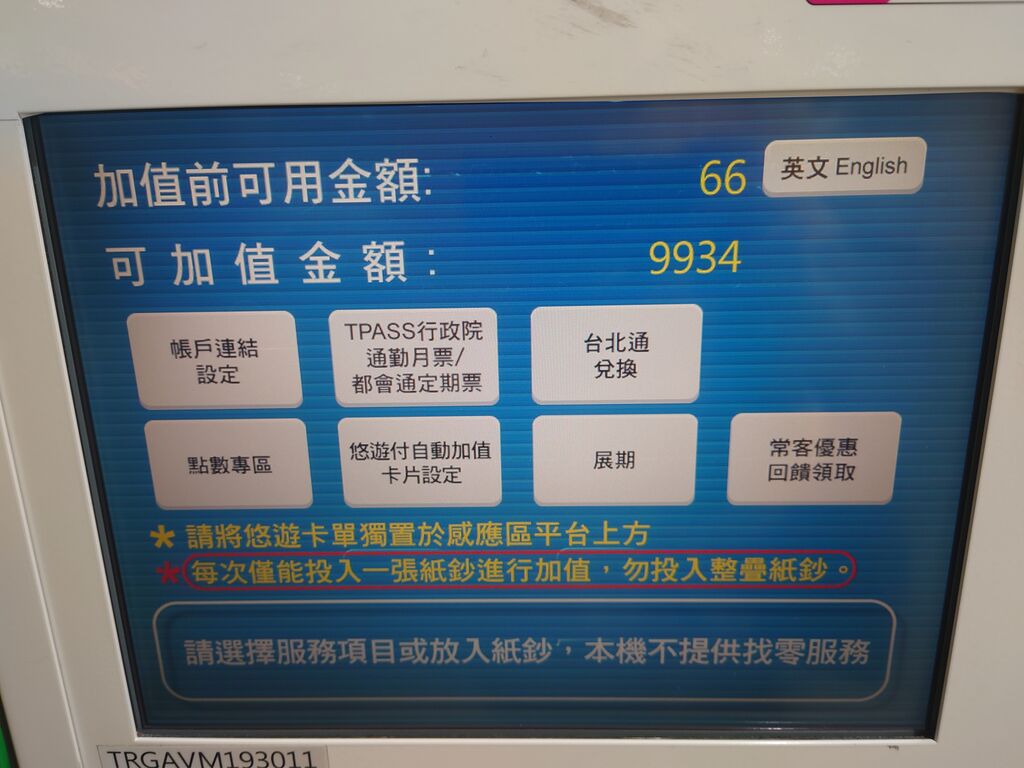 加值前可用金額: 66
英文 English
可加值金額: 9934
帳戶連結
設定
TPASS行政院
通勤月票/
都會通定期票
台北通
兌換
點數專區
悠遊付自動加值
卡片設定
展期
常客優惠
回饋領取
* 請將悠遊卡單獨置於感應區平台上方
* 每次僅能投入一張紙鈔進行加值，勿投入整疊紙鈔。
請選擇服務項目或放入紙鈔，本機不提供找零服務
TRGAVM193011